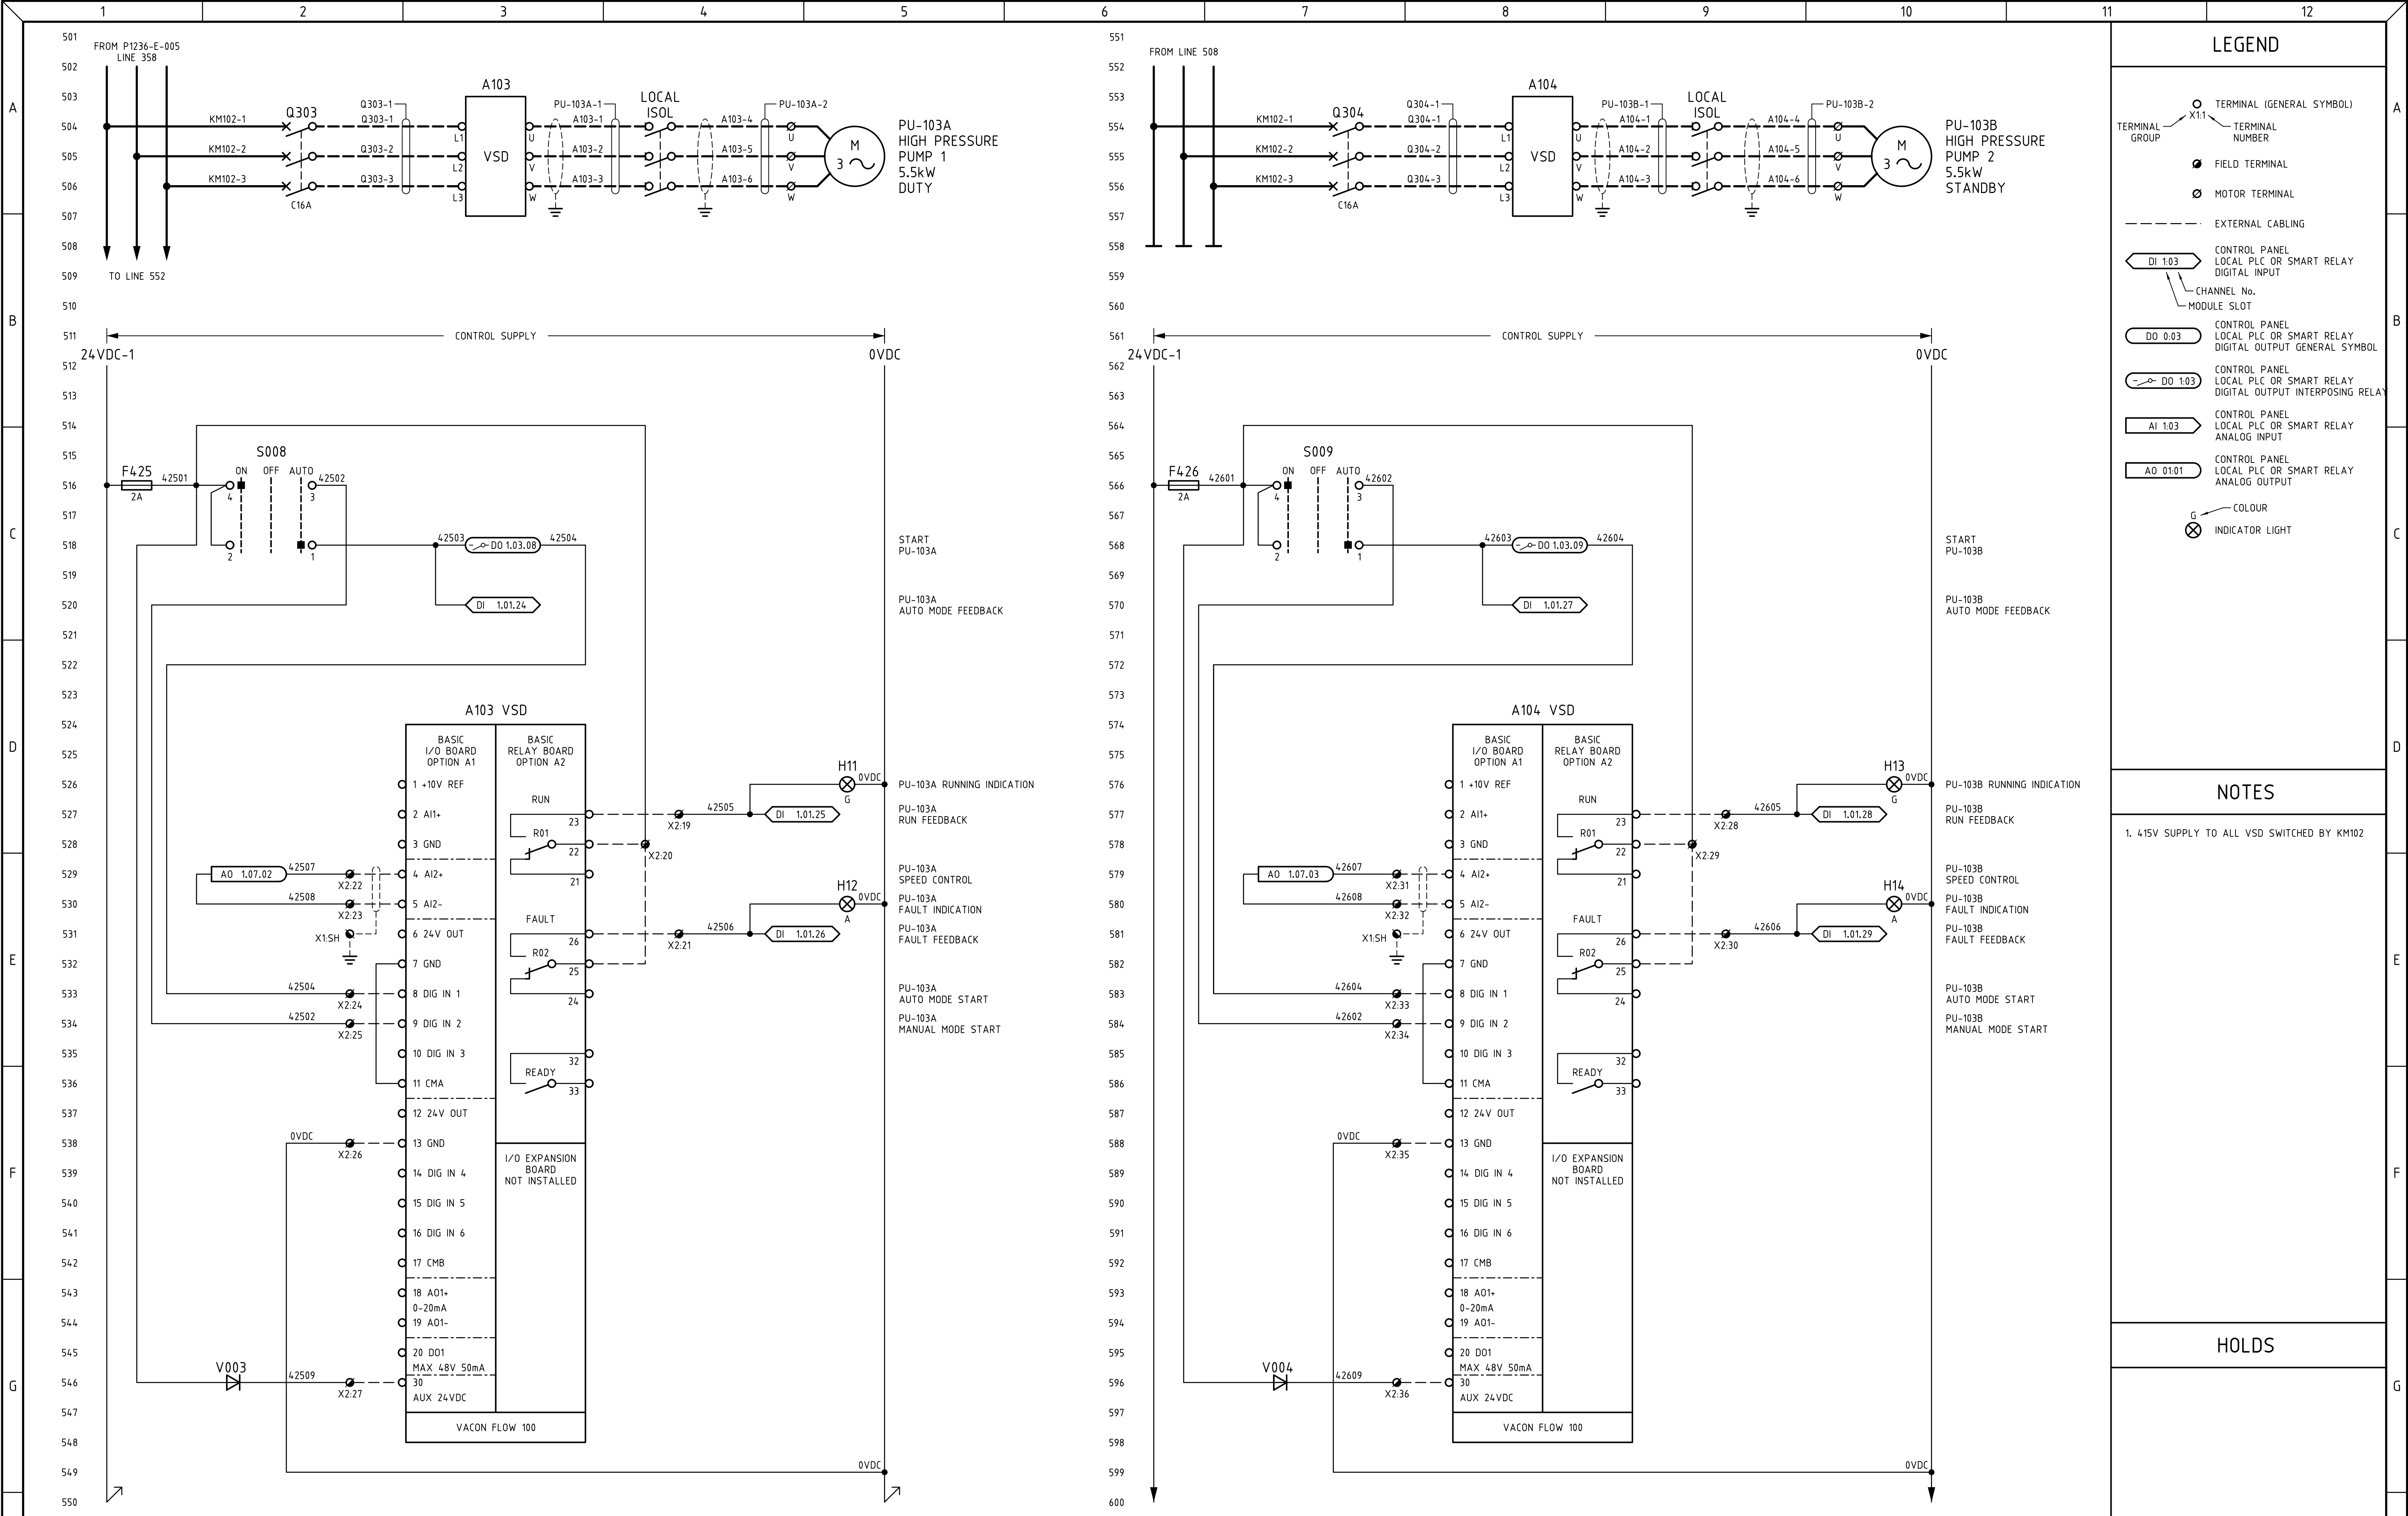 1 2 3 4 5 6 7 8 9 10 11 12
A
B
C
D
E
F
G
501
502
503
504
505
506
507
508
509
510
511
512
513
514
515
516
517
518
519
520
521
522
523
524
525
526
527
528
529
530
531
532
533
534
535
536
537
538
539
540
541
542
543
544
545
546
547
548
549
550
FROM P1236-E-005
LINE 358
KM102-1
KM102-2
KM102-3
Q303
C16A
Q303-1
Q303-1
Q303-2
Q303-3
A103
L1
L2
L3
VSD
U
V
W
PU-103A-1
A103-1
A103-2
A103-3
LOCAL
ISOL
PU-103A-2
A103-4
A103-5
A103-6
U
V
W
M
3
PU-103A
HIGH PRESSURE
PUMP 1
5.5kW
DUTY
TO LINE 552
CONTROL SUPPLY
24VDC-1
0VDC
S008
ON OFF AUTO
F425
2A
42501
4
3
42502
2
1
42503
DO 1.03.08
42504
START
PU-103A
DI 1.01.24
PU-103A
AUTO MODE FEEDBACK
A103 VSD
BASIC
I/O BOARD
OPTION A1
BASIC
RELAY BOARD
OPTION A2
1 +10V REF
2 AI1+
3 GND
4 AI2+
5 AI2-
6 24V OUT
7 GND
8 DIG IN 1
9 DIG IN 2
10 DIG IN 3
11 CMA
12 24V OUT
13 GND
14 DIG IN 4
15 DIG IN 5
16 DIG IN 6
17 CMB
18 AO1+
0-20mA
19 AO1-
20 DO1
MAX 48V 50mA
30
AUX 24VDC
VACON FLOW 100
RUN
23
R01
22
21
FAULT
26
R02
25
24
32
READY
33
I/O EXPANSION
BOARD
NOT INSTALLED
H11
0VDC
G
PU-103A RUNNING INDICATION
X2:19
42505
DI 1.01.25
PU-103A
RUN FEEDBACK
X2:20
AO 1.07.02
42507
X2:22
PU-103A
SPEED CONTROL
42508
X2:23
H12
0VDC
A
PU-103A
FAULT INDICATION
X1:SH
X2:21
42506
DI 1.01.26
PU-103A
FAULT FEEDBACK
42504
X2:24
PU-103A
AUTO MODE START
42502
X2:25
PU-103A
MANUAL MODE START
0VDC
X2:26
V003
42509
X2:27
0VDC
551
552
553
554
555
556
557
558
559
560
561
562
563
564
565
566
567
568
569
570
571
572
573
574
575
576
577
578
579
580
581
582
583
584
585
586
587
588
589
590
591
592
593
594
595
596
597
598
599
600
FROM LINE 508
KM102-1
KM102-2
KM102-3
Q304
C16A
Q304-1
Q304-1
Q304-2
Q304-3
A104
L1
L2
L3
VSD
U
V
W
PU-103B-1
A104-1
A104-2
A104-3
LOCAL
ISOL
PU-103B-2
A104-4
A104-5
A104-6
U
V
W
M
3
PU-103B
HIGH PRESSURE
PUMP 2
5.5kW
STANDBY
CONTROL SUPPLY
24VDC-1
0VDC
S009
ON OFF AUTO
F426
2A
42601
4
3
42602
2
1
42603
DO 1.03.09
42604
START
PU-103B
DI 1.01.27
PU-103B
AUTO MODE FEEDBACK
A104 VSD
BASIC
I/O BOARD
OPTION A1
BASIC
RELAY BOARD
OPTION A2
1 +10V REF
2 AI1+
3 GND
4 AI2+
5 AI2-
6 24V OUT
7 GND
8 DIG IN 1
9 DIG IN 2
10 DIG IN 3
11 CMA
12 24V OUT
13 GND
14 DIG IN 4
15 DIG IN 5
16 DIG IN 6
17 CMB
18 AO1+
0-20mA
19 AO1-
20 DO1
MAX 48V 50mA
30
AUX 24VDC
VACON FLOW 100
RUN
23
R01
22
21
FAULT
26
R02
25
24
32
READY
33
I/O EXPANSION
BOARD
NOT INSTALLED
H13
0VDC
G
PU-103B RUNNING INDICATION
X2:28
42605
DI 1.01.28
PU-103B
RUN FEEDBACK
X2:29
AO 1.07.03
42607
X2:31
PU-103B
SPEED CONTROL
42608
X2:32
H14
0VDC
A
PU-103B
FAULT INDICATION
X1:SH
X2:30
42606
DI 1.01.29
PU-103B
FAULT FEEDBACK
42604
X2:33
PU-103B
AUTO MODE START
42602
X2:34
PU-103B
MANUAL MODE START
0VDC
X2:35
V004
42609
X2:36
0VDC
LEGEND
TERMINAL (GENERAL SYMBOL)
X1:1
TERMINAL
GROUP
TERMINAL
NUMBER
FIELD TERMINAL
MOTOR TERMINAL
EXTERNAL CABLING
DI 1:03
CONTROL PANEL
LOCAL PLC OR SMART RELAY
DIGITAL INPUT
CHANNEL No.
MODULE SLOT
DO 0:03
CONTROL PANEL
LOCAL PLC OR SMART RELAY
DIGITAL OUTPUT GENERAL SYMBOL
DO 1:03
CONTROL PANEL
LOCAL PLC OR SMART RELAY
DIGITAL OUTPUT INTERPOSING RELAY
AI 1:03
CONTROL PANEL
LOCAL PLC OR SMART RELAY
ANALOG INPUT
AO 01:01
CONTROL PANEL
LOCAL PLC OR SMART RELAY
ANALOG OUTPUT
G
COLOUR
INDICATOR LIGHT
NOTES
1. 415V SUPPLY TO ALL VSD SWITCHED BY KM102
HOLDS
A
B
C
D
E
F
G